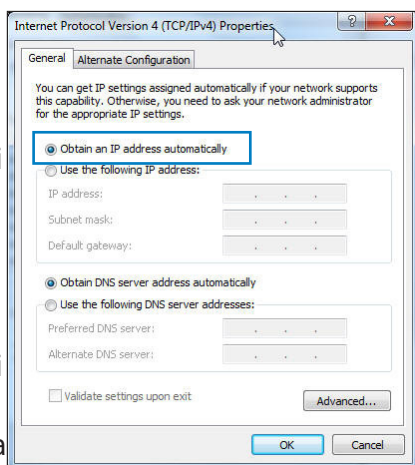 Internet Protocol Version 4 (TCP/IPv4) Properties
General
Alternate Configuration
You can get IP settings assigned automatically if your network supports
this capability. Otherwise, you need to ask your network administrator
for the appropriate IP settings.
Obtain an IP address automatically
Use the following IP address:
IP address:
Subnet mask:
Default gateway:
Obtain DNS server address automatically
Use the following DNS server addresses:
Preferred DNS server:
Alternate DNS server:
Validate settings upon exit
Advanced...
OK
Cancel